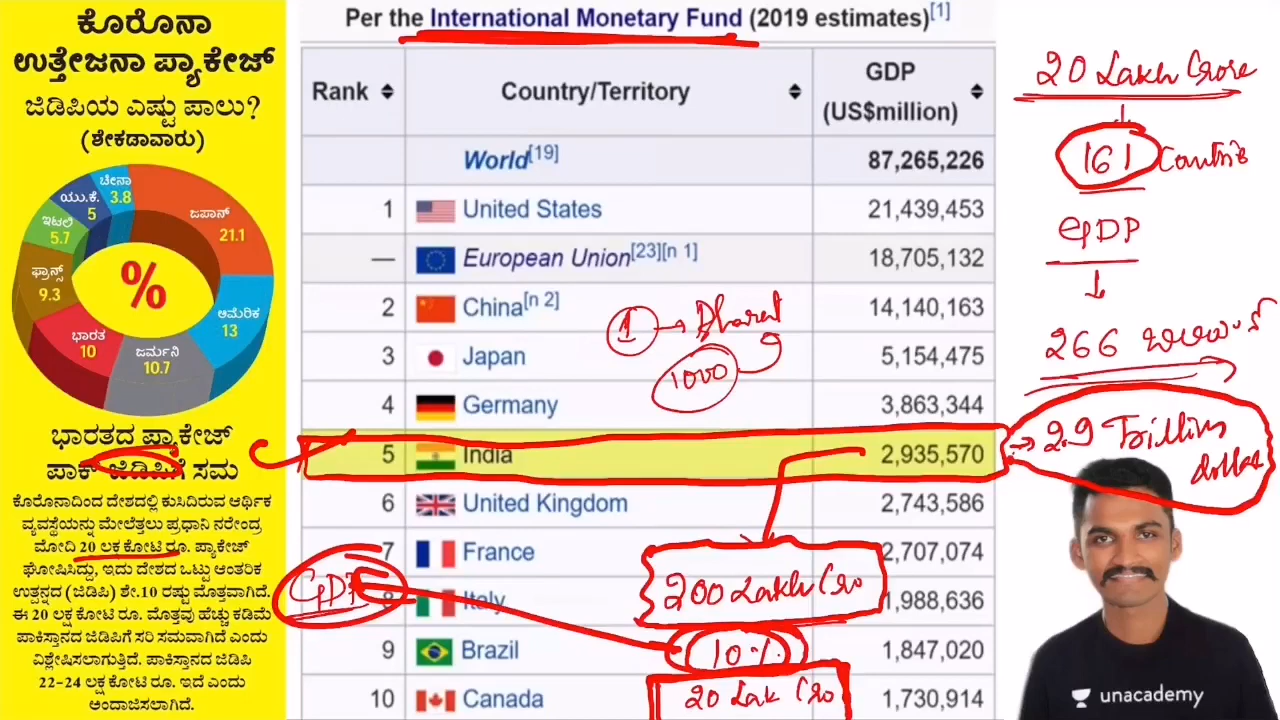 ಕೊರೊನಾ
ಉತ್ತೇಜನಾ ಪ್ಯಾಕೇಜ್
ಜಿಡಿಪಿಯ ಎಷ್ಟು ಪಾಲು?
(ಶೇಕಡಾವಾರು)
ಚೀನಾ
3.8
ಯು.ಕೆ.
5
ಇಟಲಿ
5.7
ಜಪಾನ್
21.1
ಫ್ರಾನ್ಸ್
9.3
%
ಅಮೆರಿಕ
13
ಭಾರತ
10
ಜರ್ಮನಿ
10.7
ಭಾರತದ ಪ್ಯಾಕೇಜ್
ಪಾಕ್ ಜಿಡಿಪಿಗೆ ಸಮ
ಕೊರೊನಾದಿಂದ ದೇಶದಲ್ಲಿ ಕುಸಿದಿರುವ ಆರ್ಥಿಕ
ವ್ಯವಸ್ಥೆಯನ್ನು ಮೇಲೆತ್ತಲು ಪ್ರಧಾನಿ ನರೇಂದ್ರ
ಮೋದಿ 20 ಲಕ್ಷ ಕೋಟಿ ರೂ. ಪ್ಯಾಕೇಜ್
ಘೋಷಿಸಿದ್ದು, ಇದು ದೇಶದ ಒಟ್ಟು ಆಂತರಿಕ
ಉತ್ಪನ್ನದ (ಜಿಡಿಪಿ) ಶೇ.10 ರಷ್ಟು ಮೊತ್ತವಾಗಿದೆ.
ಈ 20 ಲಕ್ಷ ಕೋಟಿ ರೂ. ಮೊತ್ತವು ಹೆಚ್ಚು ಕಡಿಮೆ
ಪಾಕಿಸ್ತಾನದ ಜಿಡಿಪಿಗೆ ಸರಿ ಸಮವಾಗಿದೆ ಎಂದು
ವಿಶ್ಲೇಷಿಸಲಾಗುತ್ತಿದೆ. ಪಾಕಿಸ್ತಾನದ ಜಿಡಿಪಿ
22-24 ಲಕ್ಷ ಕೋಟಿ ರೂ. ಇದೆ ಎಂದು
ಅಂದಾಜಿಸಲಾಗಿದೆ.
Per the International Monetary Fund (2019 estimates)[1]
Rank Country/Territory GDP (US$million)
World[19] 87,265,226
1 United States 21,439,453
— European Union[23][n 1] 18,705,132
2 China[n 2] 14,140,163
3 Japan 5,154,475
4 Germany 3,863,344
5 India 2,935,570
6 United Kingdom 2,743,586
7 France 2,707,074
8 Italy 1,988,636
9 Brazil 1,847,020
10 Canada 1,730,914
1 → Bharat
1000
GDP
200 Lakh Cro
10%
20 Lak Cro
20 Lakh Crore
161
GDP
266
2.9 Trillion
dollar
unacademy